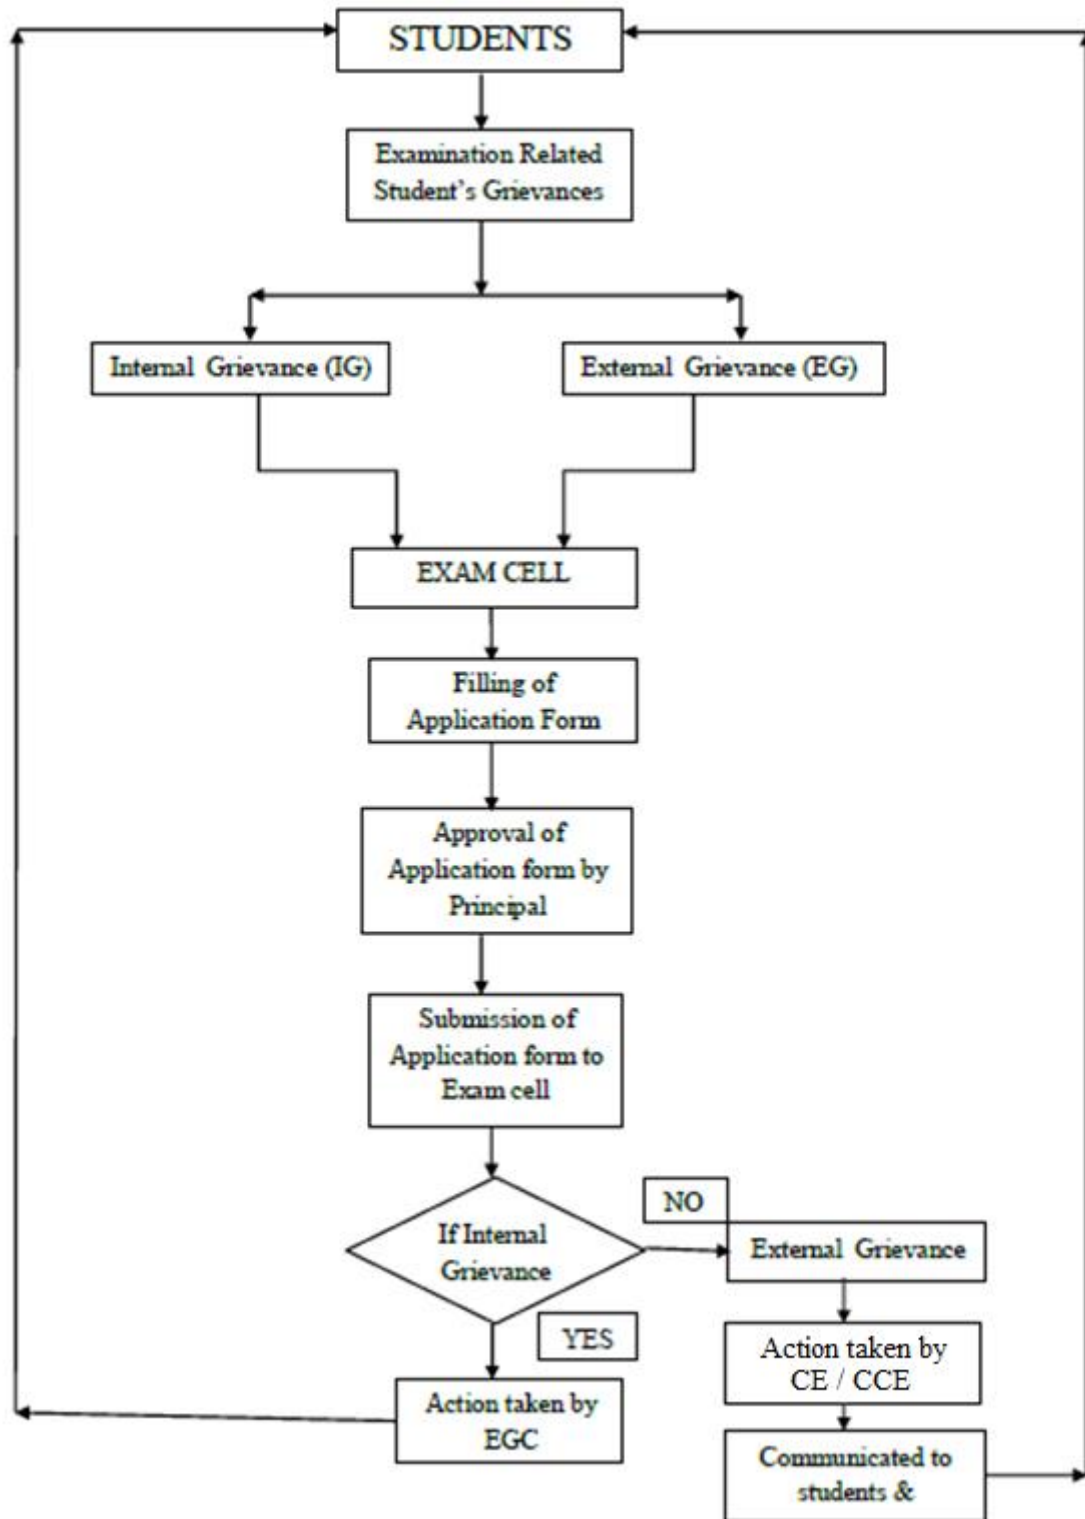 STUDENTS
Examination Related
Student's Grievances
Internal Grievance (IG)
External Grievance (EG)
EXAM CELL
Filling of
Application Form
Approval of
Application form by
Principal
Submission of
Application form to
Exam cell
If Internal
Grievance
NO
External Grievance
YES
Action taken by
CE / CCE
Action taken by
EGC
Communicated to
students &